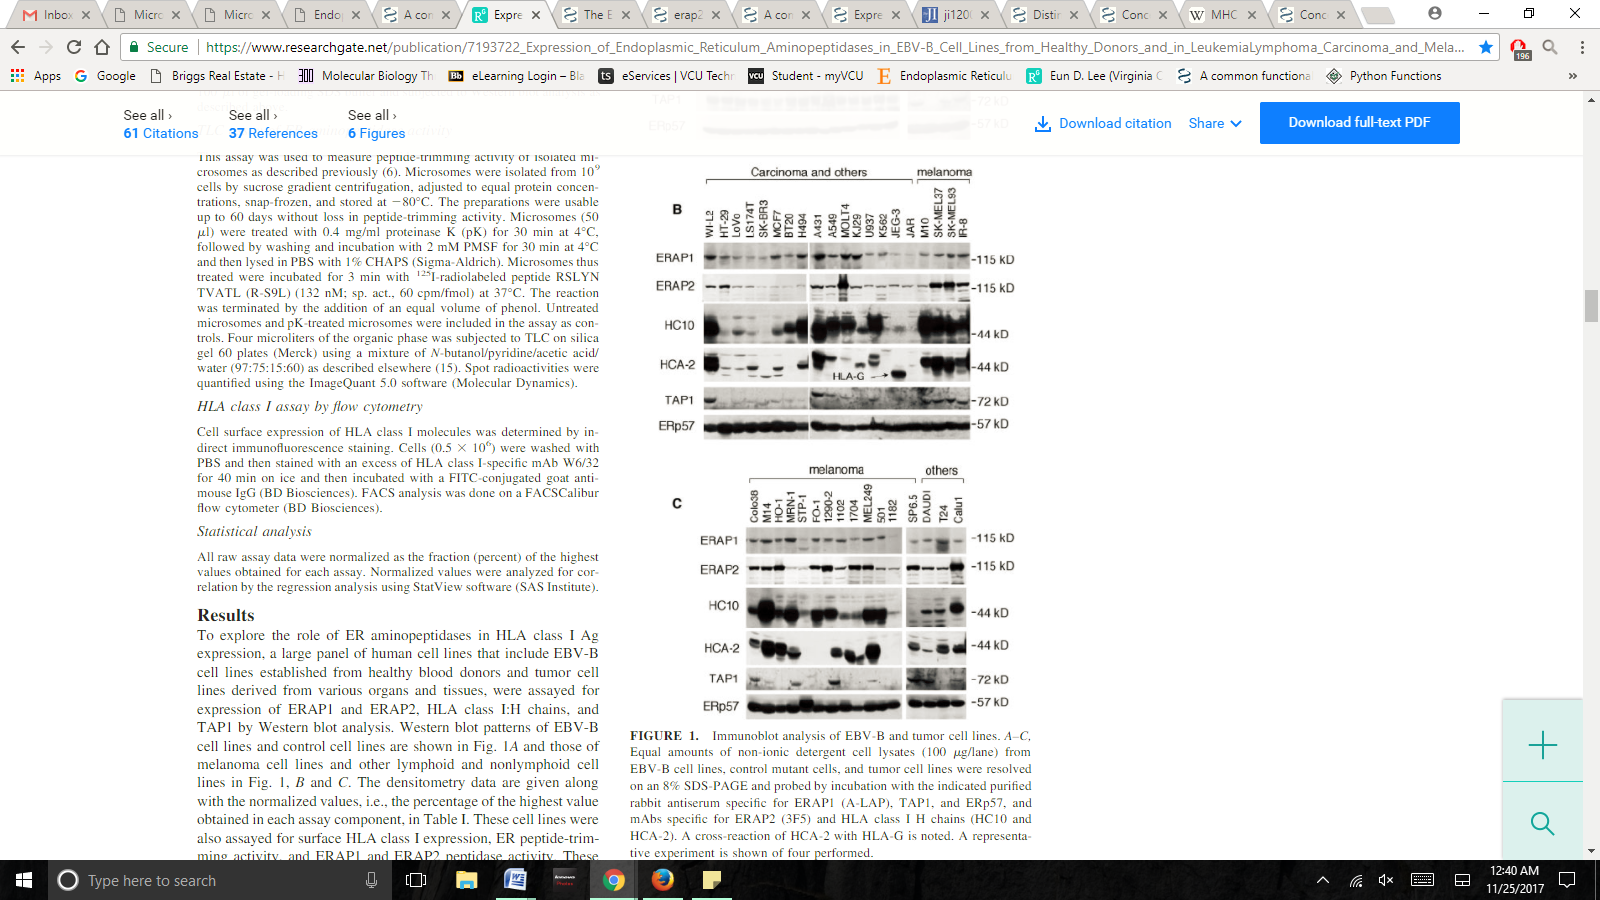 Inbox
Micro
Micro
Endo
A con
Expre
The E
erap2
A con
Expre
ji120
Distin
Conc
MHC
Conc
Secure
https://www.researchgate.net/publication/7193722_Expression_of_Endoplasmic_Reticulum_Aminopeptidases_in_EBV-B_Cell_Lines_from_Healthy_Donors_and_in_LeukemiaLymphoma_Carcinoma_and_Mela...
196
Apps
Google
Briggs Real Estate - H
Molecular Biology Th
Bb eLearning Login – Bla
ts eServices | VCU Tech
vcu Student - myVCU
E Endoplasmic Reticulu
Eun D. Lee (Virginia C
A common functiona
Python Functions
»
See all ›
61 Citations
See all ›
37 References
See all ›
6 Figures
Download citation
Share
Download full-text PDF
TAP1
-72 kD
ERp57
-57 kD
This assay was used to measure peptide-trimming activity of isolated mi-
crosomes as described previously (6). Microsomes were isolated from 10⁹
cells by sucrose gradient centrifugation, adjusted to equal protein concen-
trations, snap-frozen, and stored at −80°C. The preparations were usable
up to 60 days without loss in peptide-trimming activity. Microsomes (50
μl) were treated with 0.4 mg/ml proteinase K (pK) for 30 min at 4°C,
followed by washing and incubation with 2 mM PMSF for 30 min at 4°C
and then lysed in PBS with 1% CHAPS (Sigma-Aldrich). Microsomes thus
treated were incubated for 3 min with ¹²⁵I-radiolabeled peptide RSLYN
TVATL (R-S9L) (132 nM; sp. act., 60 cpm/fmol) at 37°C. The reaction
was terminated by the addition of an equal volume of phenol. Untreated
microsomes and pK-treated microsomes were included in the assay as con-
trols. Four microliters of the organic phase was subjected to TLC on silica
gel 60 plates (Merck) using a mixture of N-butanol/pyridine/acetic acid/
water (97:75:15:60) as described elsewhere (15). Spot radioactivities were
quantified using the ImageQuant 5.0 software (Molecular Dynamics).
HLA class I assay by flow cytometry
Cell surface expression of HLA class I molecules was determined by in-
direct immunofluorescence staining. Cells (0.5 × 10⁶) were washed with
PBS and then stained with an excess of HLA class I-specific mAb W6/32
for 40 min on ice and then incubated with a FITC-conjugated goat anti-
mouse IgG (BD Biosciences). FACS analysis was done on a FACSCalibur
flow cytometer (BD Biosciences).
Statistical analysis
All raw assay data were normalized as the fraction (percent) of the highest
values obtained for each assay. Normalized values were analyzed for cor-
relation by the regression analysis using StatView software (SAS Institute).
Results
To explore the role of ER aminopeptidases in HLA class I Ag
expression, a large panel of human cell lines that include EBV-B
cell lines established from healthy blood donors and tumor cell
lines derived from various organs and tissues, were assayed for
expression of ERAP1 and ERAP2, HLA class I:H chains, and
TAP1 by Western blot analysis. Western blot patterns of EBV-B
cell lines and control cell lines are shown in Fig. 1A and those of
melanoma cell lines and other lymphoid and nonlymphoid cell
lines in Fig. 1, B and C. The densitometry data are given along
with the normalized values, i.e., the percentage of the highest value
obtained in each assay component, in Table I. These cell lines were
also assayed for surface HLA class I expression, ER peptide-trim-
ming activity, and ERAP1 and ERAP2 peptidase activity. These
Carcinoma and others
melanoma
B
WI-L2
HT-29
LoVo
LS174T
SK-BR3
MCF7
BT20
H494
A431
A549
MOLT4
KJ29
U937
K562
JEG-3
JAR
M10
SK-MEL37
SK-MEL93
IR-8
ERAP1
-115 kD
ERAP2
-115 kD
HC10
-44 kD
HCA-2
-44 kD
HLA-G
TAP1
-72 kD
ERp57
-57 kD
melanoma
others
C
Colo38
M14
HO-1
MRN-1
STP-1
FO-1
1290-2
1102
1704
MEL249
501
1182
SP6.5
DAUDI
T24
Calu1
ERAP1
-115 kD
ERAP2
-115 kD
HC10
-44 kD
HCA-2
-44 kD
TAP1
-72 kD
ERp57
-57 kD
FIGURE 1. Immunoblot analysis of EBV-B and tumor cell lines. A–C,
Equal amounts of non-ionic detergent cell lysates (100 μg/lane) from
EBV-B cell lines, control mutant cells, and tumor cell lines were resolved
on an 8% SDS-PAGE and probed by incubation with the indicated purified
rabbit antiserum specific for ERAP1 (A-LAP), TAP1, and ERp57, and
mAbs specific for ERAP2 (3F5) and HLA class I H chains (HC10 and
HCA-2). A cross-reaction of HCA-2 with HLA-G is noted. A representa-
tive experiment is shown of four performed.
Type here to search
12:40 AM
11/25/2017